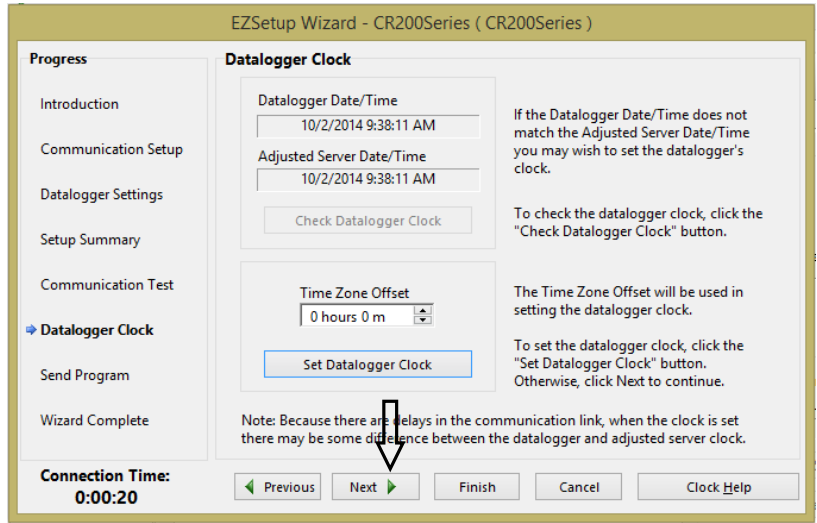 EZSetup Wizard - CR200Series ( CR200Series )
Progress
Introduction
Communication Setup
Datalogger Settings
Setup Summary
Communication Test
Datalogger Clock
Send Program
Wizard Complete
Connection Time:
0:00:20
Datalogger Clock
Datalogger Date/Time
10/2/2014 9:38:11 AM
Adjusted Server Date/Time
10/2/2014 9:38:11 AM
Check Datalogger Clock
If the Datalogger Date/Time does not
match the Adjusted Server Date/Time
you may wish to set the datalogger's
clock.
To check the datalogger clock, click the
"Check Datalogger Clock" button.
Time Zone Offset
0 hours 0 m
Set Datalogger Clock
The Time Zone Offset will be used in
setting the datalogger clock.
To set the datalogger clock, click the
"Set Datalogger Clock" button.
Otherwise, click Next to continue.
Note: Because there are delays in the communication link, when the clock is set
there may be some difference between the datalogger and adjusted server clock.
Previous
Next
Finish
Cancel
Clock Help